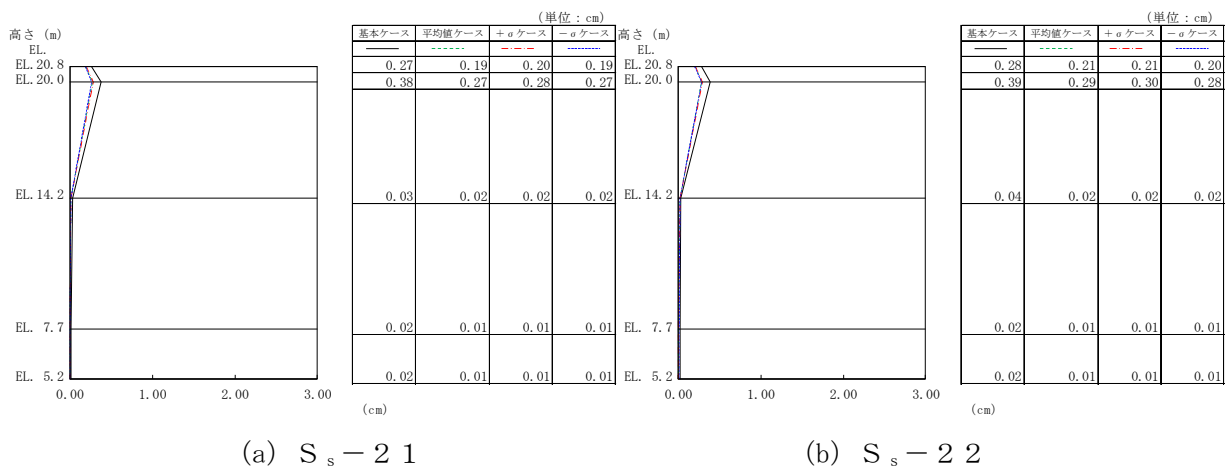 (単位:cm)
高さ (m)
EL.
基本ケース 平均値ケース +σケース -σケース
EL.20.8 0.27 0.19 0.20 0.19
EL.20.0 0.38 0.27 0.28 0.27
EL.14.2 0.03 0.02 0.02 0.02
EL. 7.7 0.02 0.01 0.01 0.01
EL. 5.2 0.02 0.01 0.01 0.01
0.00 1.00 2.00 3.00
(cm)
(a) Ss-21
(単位:cm)
高さ (m)
EL.
基本ケース 平均値ケース +σケース -σケース
EL.20.8 0.28 0.21 0.21 0.20
EL.20.0 0.39 0.29 0.30 0.28
EL.14.2 0.04 0.02 0.02 0.02
EL. 7.7 0.02 0.01 0.01 0.01
EL. 5.2 0.02 0.01 0.01 0.01
0.00 1.00 2.00 3.00
(cm)
(b) Ss-22